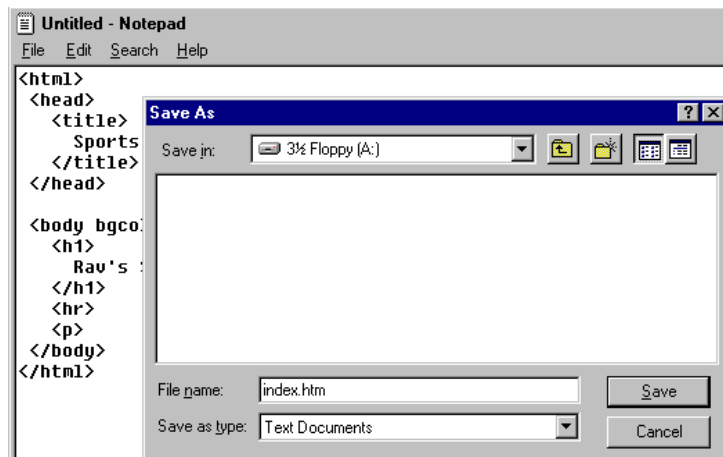 Untitled - Notepad
File Edit Search Help
<html>
<head>
<title>
Sports
</title>
</head>
<body bgcol
<h1>
Rav's
</h1>
<hr>
<p>
</body>
</html>
Save As
Save in: 3½ Floppy (A:)
File name: index.htm Save
Save as type: Text Documents Cancel